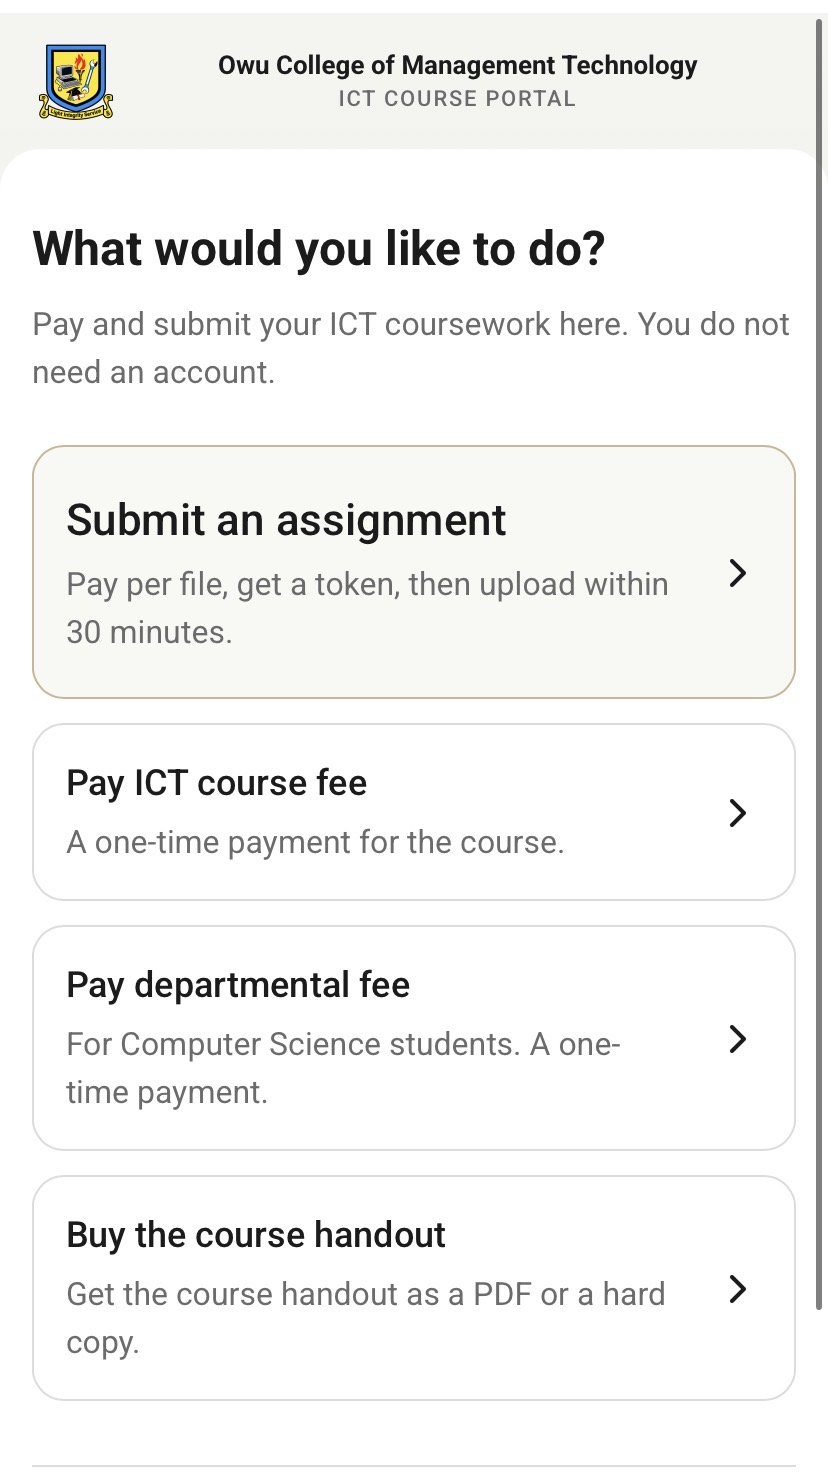 Light Integrity Service
Owu College of Management Technology
ICT COURSE PORTAL
What would you like to do?
Pay and submit your ICT coursework here. You do not
need an account.
Submit an assignment
Pay per file, get a token, then upload within
30 minutes.
Pay ICT course fee
A one-time payment for the course.
Pay departmental fee
For Computer Science students. A one-
time payment.
Buy the course handout
Get the course handout as a PDF or a hard
copy.